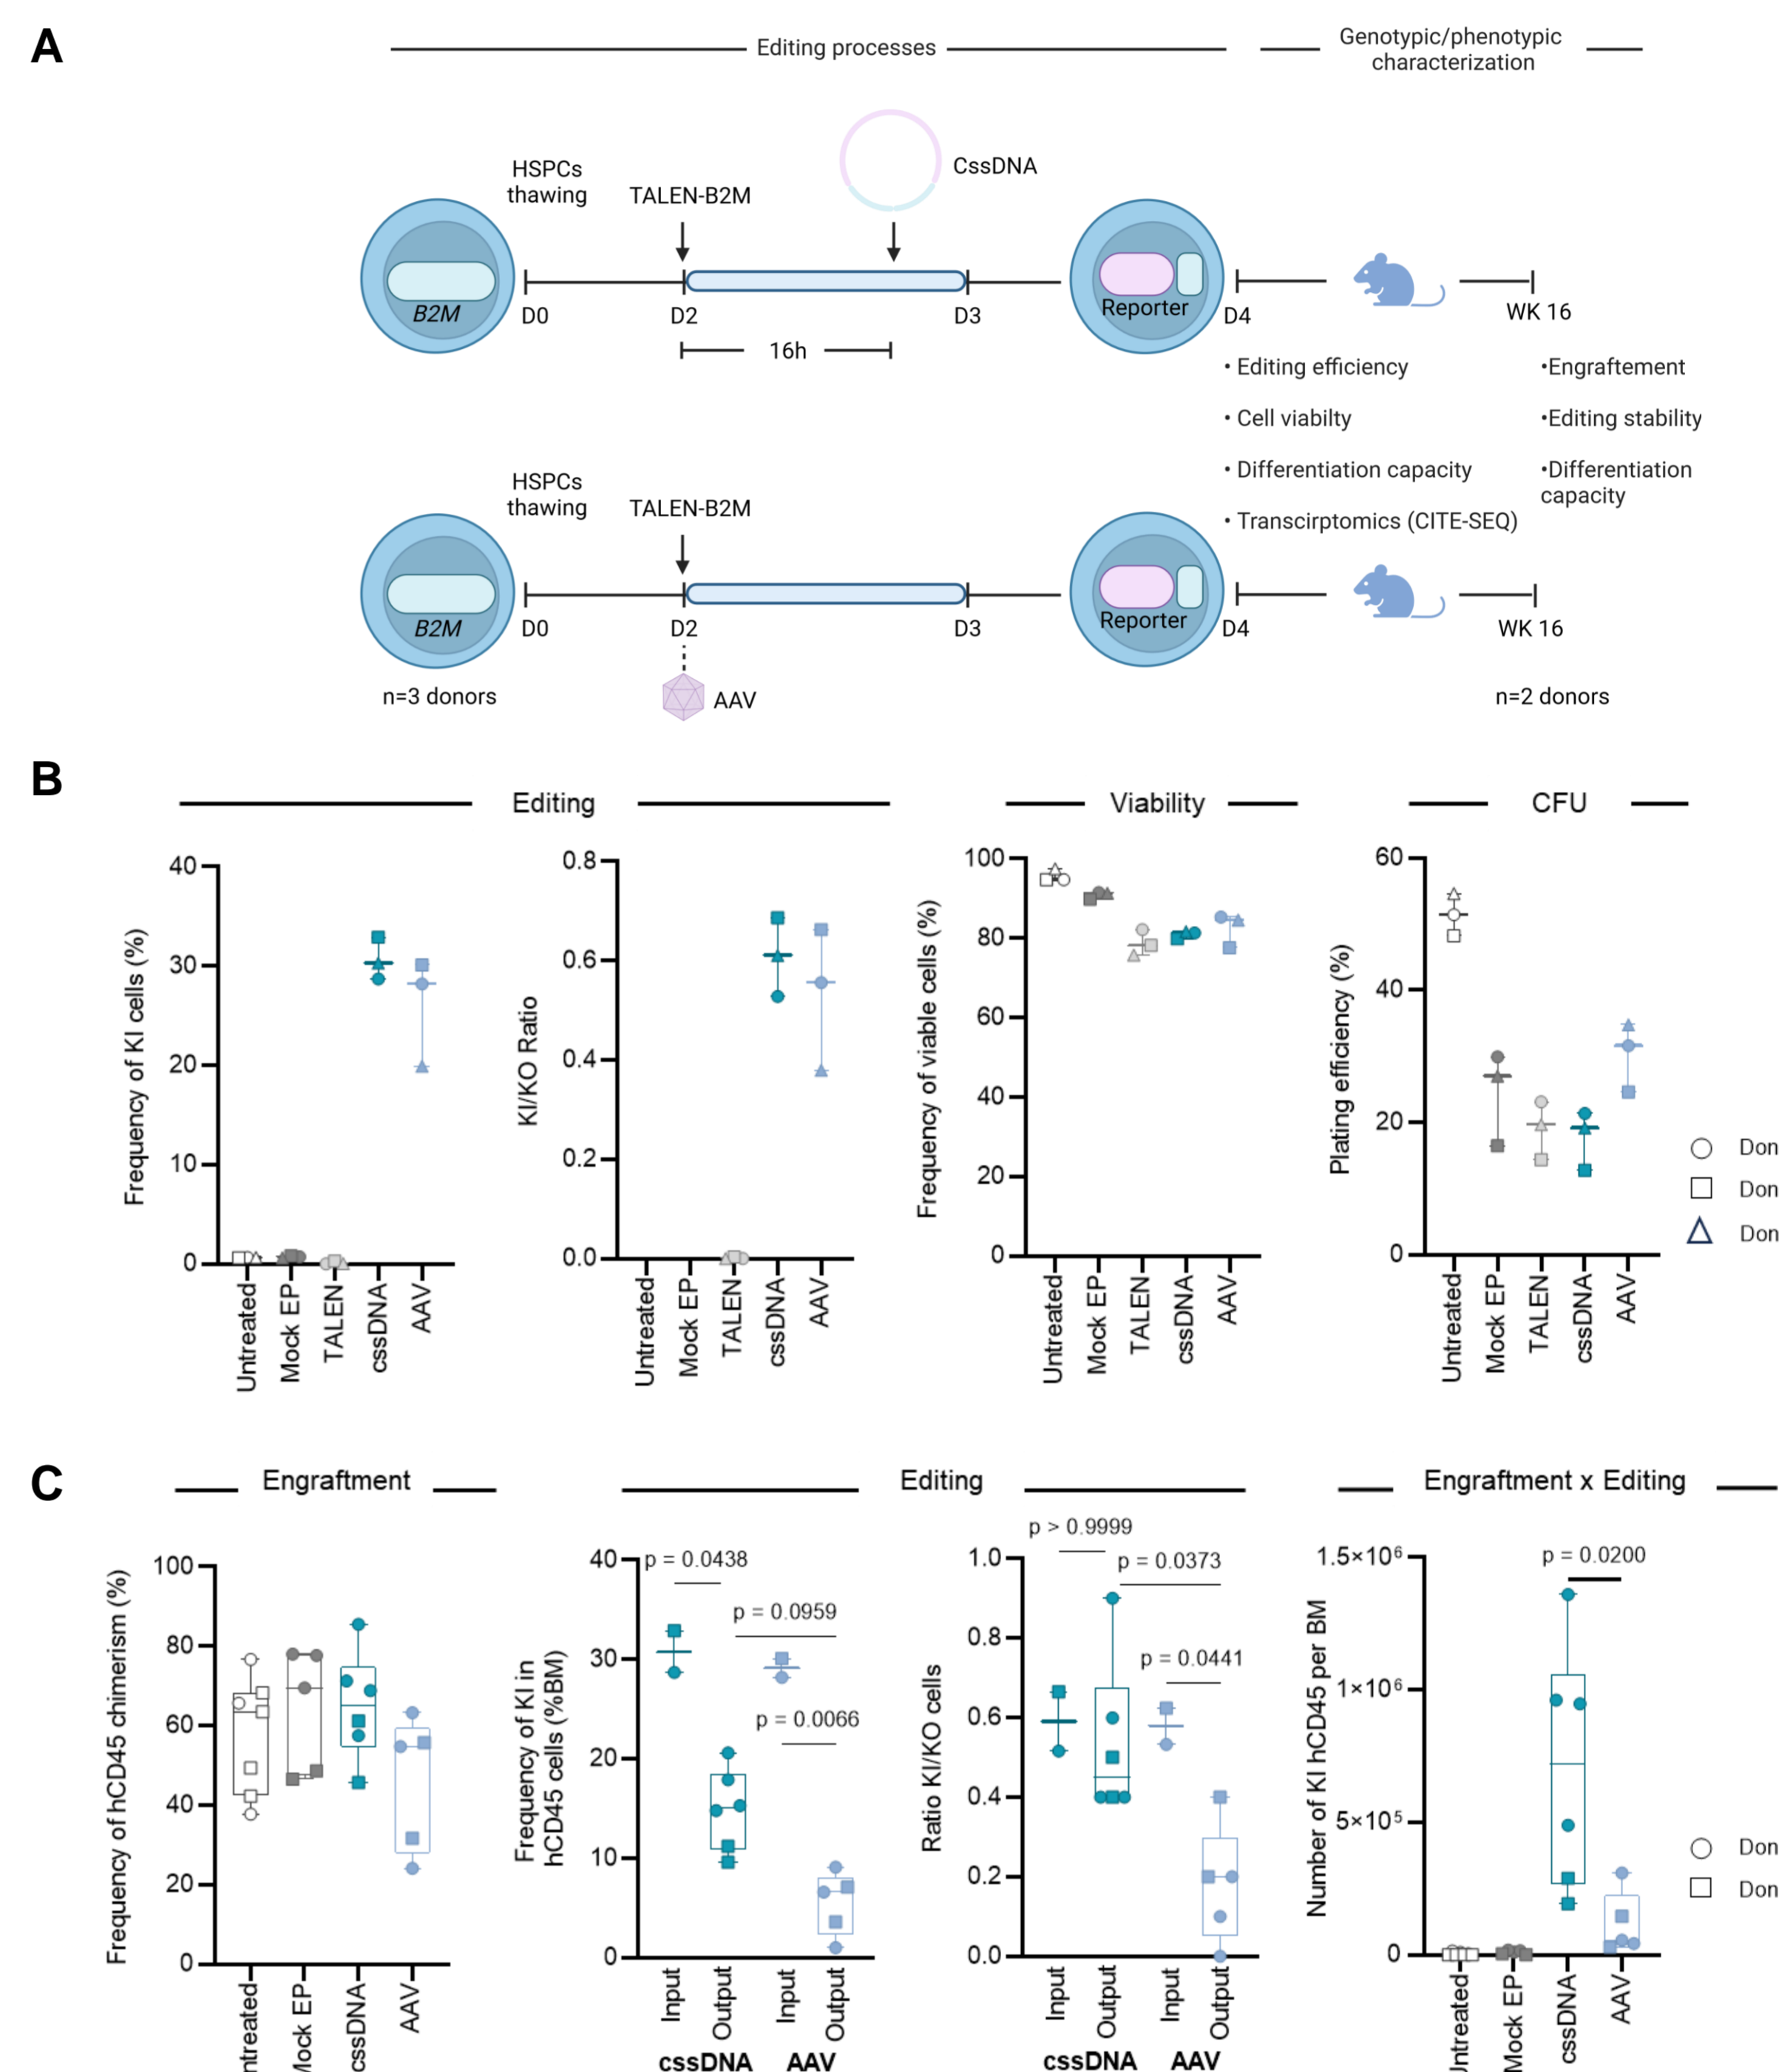 A
Editing processes
Genotypic/phenotypic
characterization
HSPCs
thawing
TALEN-B2M
CssDNA
B2M
D0
D2
D3
Reporter
D4
WK 16
16h
• Editing efficiency
• Cell viabilty
• Differentiation capacity
• Transcirptomics (CITE-SEQ)
•Engraftement
•Editing stability
•Differentiation
capacity
HSPCs
thawing
TALEN-B2M
B2M
D0
D2
D3
Reporter
D4
WK 16
n=3 donors
AAV
n=2 donors
B
Editing
Viability
CFU
Frequency of KI cells (%)
40
30
20
10
0
Untreated
Mock EP
TALEN
cssDNA
AAV
KI/KO Ratio
0.8
0.6
0.4
0.2
0.0
Untreated
Mock EP
TALEN
cssDNA
AAV
Frequency of viable cells (%)
100
80
60
40
20
0
Untreated
Mock EP
TALEN
cssDNA
AAV
Plating efficiency (%)
60
40
20
0
Untreated
Mock EP
TALEN
cssDNA
AAV
Don
Don
Don
C
Engraftment
Editing
Engraftment x Editing
Frequency of hCD45 chimerism (%)
100
80
60
40
20
0
ntreated
Mock EP
cssDNA
AAV
Frequency of KI in
hCD45 cells (%BM)
40
30
20
10
0
p = 0.0438
p = 0.0959
p = 0.0066
Input
Output
Input
Output
cssDNA
AAV
Ratio KI/KO cells
1.0
0.8
0.6
0.4
0.2
0.0
p > 0.9999
p = 0.0373
p = 0.0441
Input
Output
Input
Output
cssDNA
AAV
Number of KI hCD45 per BM
1.5×10⁶
1×10⁶
5×10⁵
0
p = 0.0200
Untreated
Mock EP
cssDNA
AAV
Don
Don